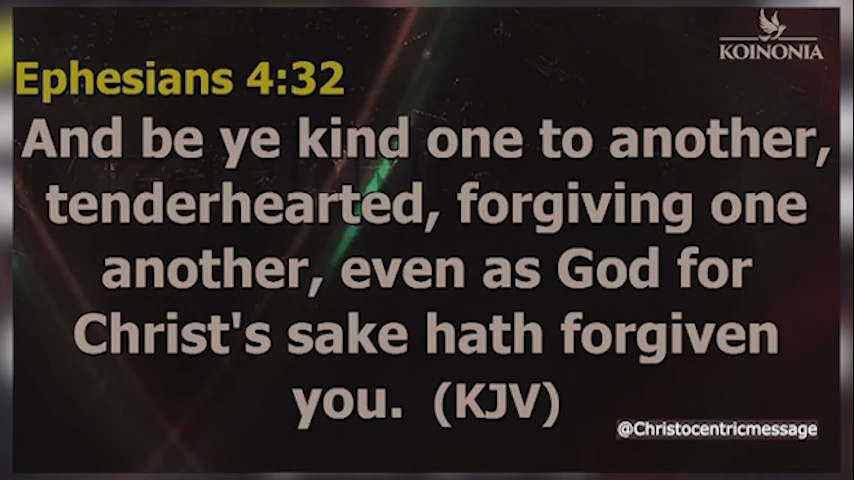 KOINONIA
Ephesians 4:32
And be ye kind one to another,
tenderhearted, forgiving one
another, even as God for
Christ's sake hath forgiven
you. (KJV)
@Christocentricmessage